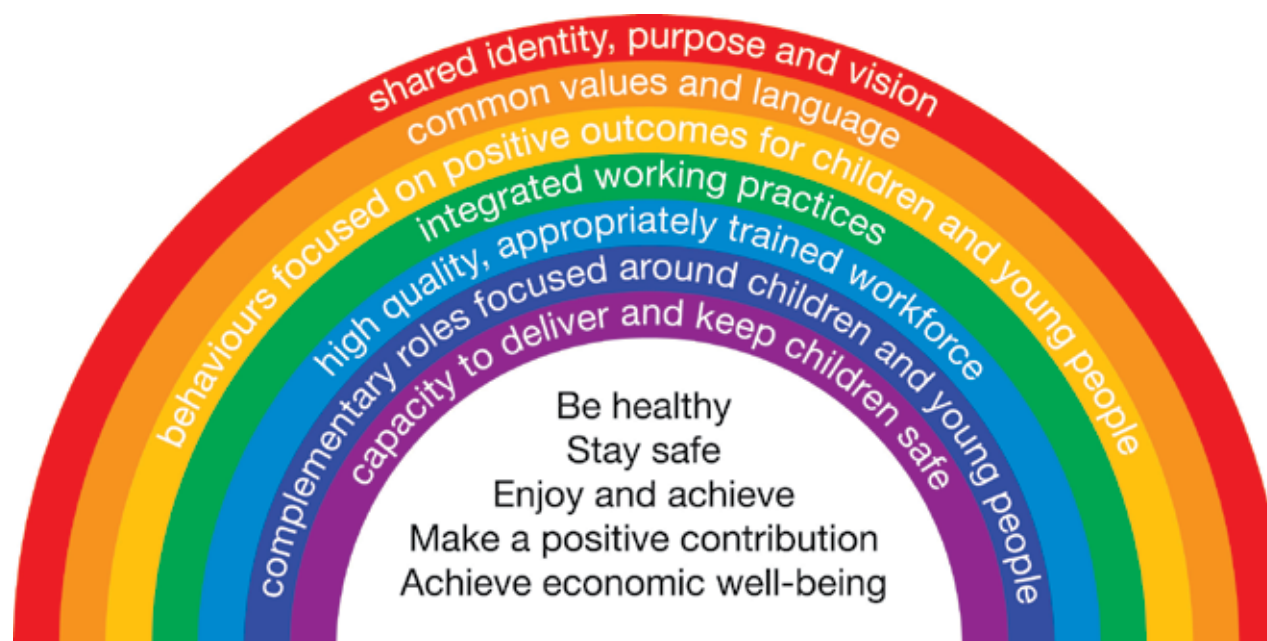 shared identity, purpose and vision
common values and language
behaviours focused on positive outcomes for children and young people
integrated working practices
high quality, appropriately trained workforce
complementary roles focused around children and young people
capacity to deliver and keep children safe
Be healthy
Stay safe
Enjoy and achieve
Make a positive contribution
Achieve economic well-being